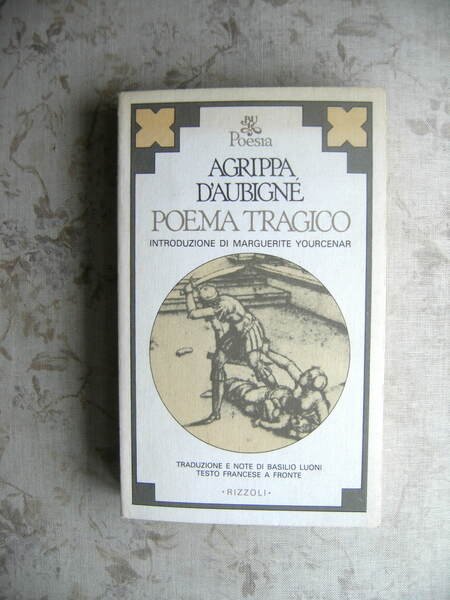 BUR
Poesia
AGRIPPA
D'AUBIGNÉ
POEMA TRAGICO
INTRODUZIONE DI MARGUERITE YOURCENAR
TRADUZIONE E NOTE DI BASILIO LUONI
TESTO FRANCESE A FRONTE
·RIZZOLI·